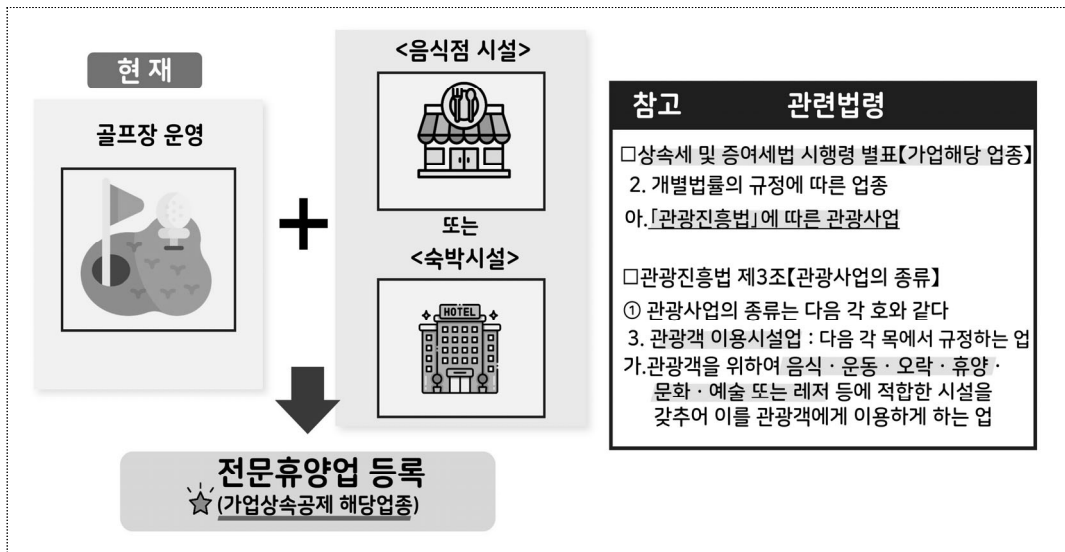 현 재
골프장 운영
<음식점 시설>
또는
<숙박시설>
HOTEL
전문휴양업 등록
(가업상속공제 해당업종)
참고 관련법령
□상속세 및 증여세법 시행령 별표【가업해당 업종】
2. 개별법률의 규정에 따른 업종
아.「관광진흥법」에 따른 관광사업
□관광진흥법 제3조【관광사업의 종류】
① 관광사업의 종류는 다음 각 호와 같다
3. 관광객 이용시설업 : 다음 각 목에서 규정하는 업
가.관광객을 위하여 음식 · 운동 · 오락 · 휴양 ·
문화 · 예술 또는 레저 등에 적합한 시설을
갖추어 이를 관광객에게 이용하게 하는 업